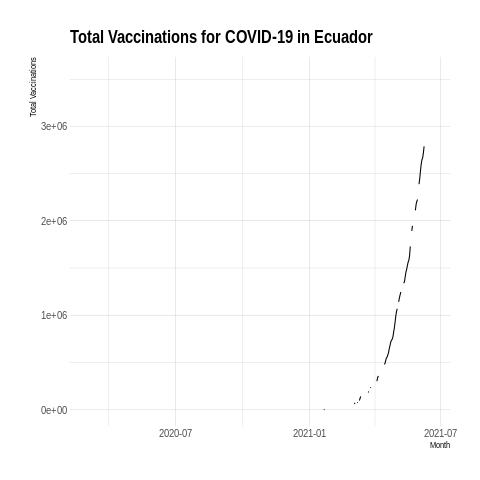 Total Vaccinations for COVID-19 in Ecuador
Total Vaccinations
3e+06
2e+06
1e+06
0e+00
2020-07
2021-01
2021-07
Month